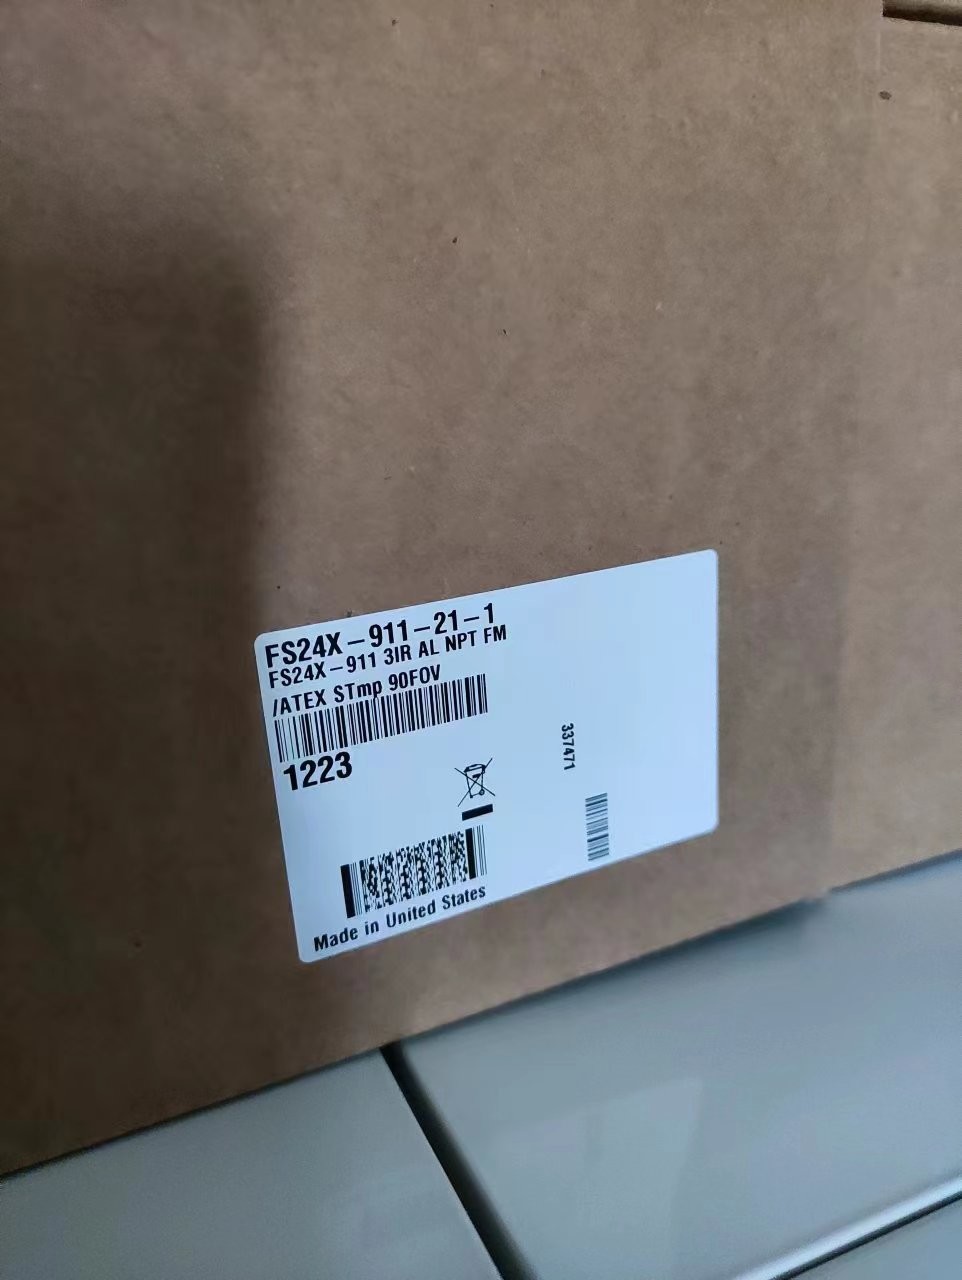 FS24X-911-21-1
FS24X-911 3IR AL NPT FM
/ATEX STmp 90FOV
1223
337471
Made in United States